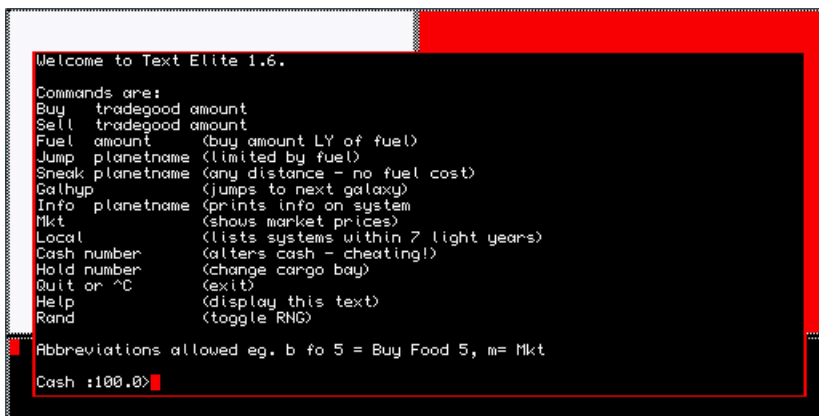 Welcome to Text Elite 1.6.
Commands are:
Buy   tradegood amount
Sell  tradegood amount
Fuel  amount     (buy amount LY of fuel)
Jump  planetname (limited by fuel)
Sneak planetname (any distance - no fuel cost)
Galhyp           (jumps to next galaxy)
Info  planetname (prints info on system
Mkt              (shows market prices)
Local            (lists systems within 7 light years)
Cash number      (alters cash - cheating!)
Hold number      (change cargo bay)
Quit or ^C       (exit)
Help             (display this text)
Rand             (toggle RNG)
Abbreviations allowed eg. b fo 5 = Buy Food 5, m= Mkt
Cash :100.0>